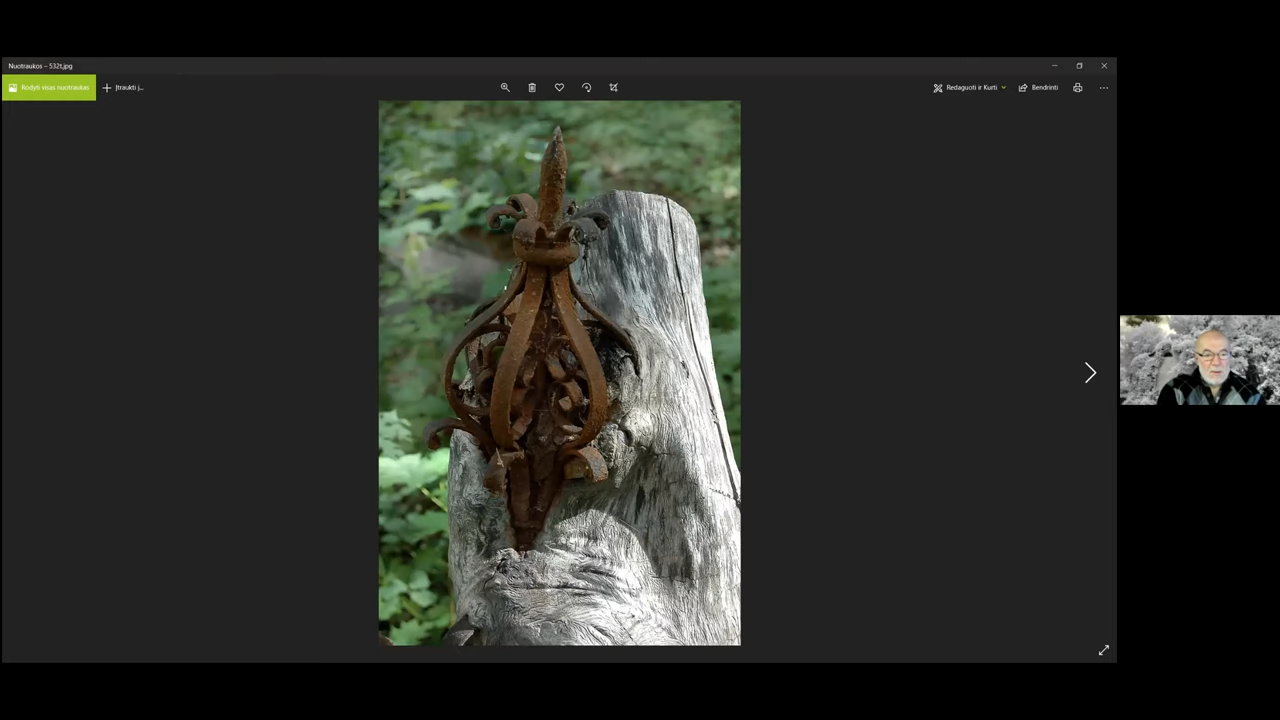 Nuotraukos – 532t.jpg
Rodyti visas nuotraukas
Įtraukti į...
Redaguoti ir Kurti
Bendrinti